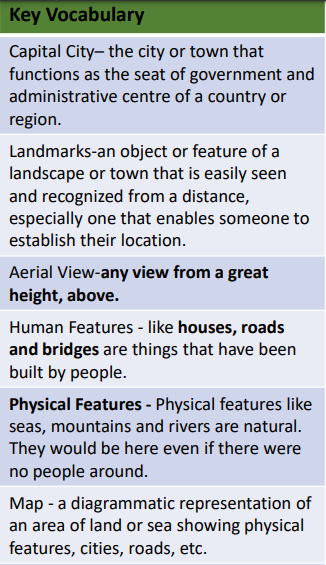 Key Vocabulary
Capital City– the city or town that
functions as the seat of government and
administrative centre of a country or
region.
Landmarks-an object or feature of a
landscape or town that is easily seen
and recognized from a distance,
especially one that enables someone to
establish their location.
Aerial View-any view from a great
height, above.
Human Features - like houses, roads
and bridges are things that have been
built by people.
Physical Features - Physical features like
seas, mountains and rivers are natural.
They would be here even if there were
no people around.
Map - a diagrammatic representation of
an area of land or sea showing physical
features, cities, roads, etc.